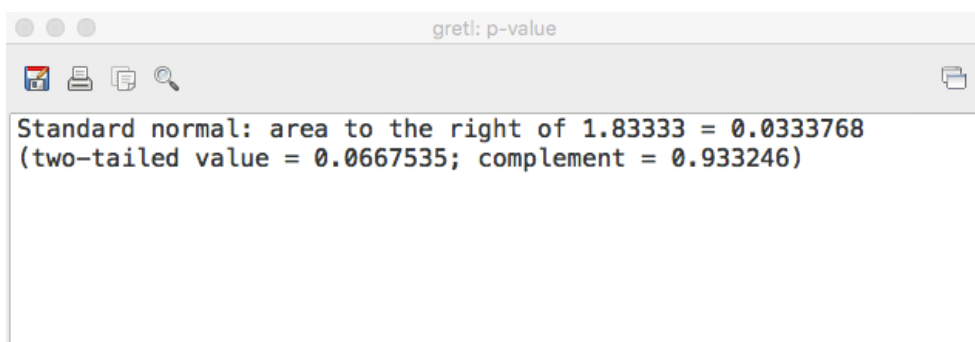 gretl: p-value
Standard normal: area to the right of 1.83333 = 0.0333768
(two-tailed value = 0.0667535; complement = 0.933246)